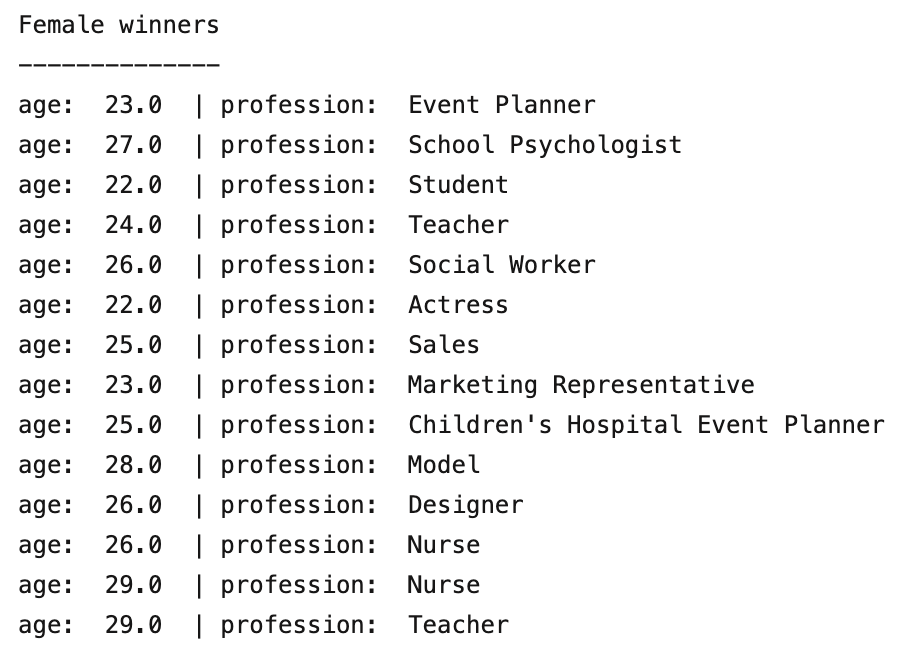 Female winners
--------------
age:  23.0  | profession:  Event Planner
age:  27.0  | profession:  School Psychologist
age:  22.0  | profession:  Student
age:  24.0  | profession:  Teacher
age:  26.0  | profession:  Social Worker
age:  22.0  | profession:  Actress
age:  25.0  | profession:  Sales
age:  23.0  | profession:  Marketing Representative
age:  25.0  | profession:  Children's Hospital Event Planner
age:  28.0  | profession:  Model
age:  26.0  | profession:  Designer
age:  26.0  | profession:  Nurse
age:  29.0  | profession:  Nurse
age:  29.0  | profession:  Teacher